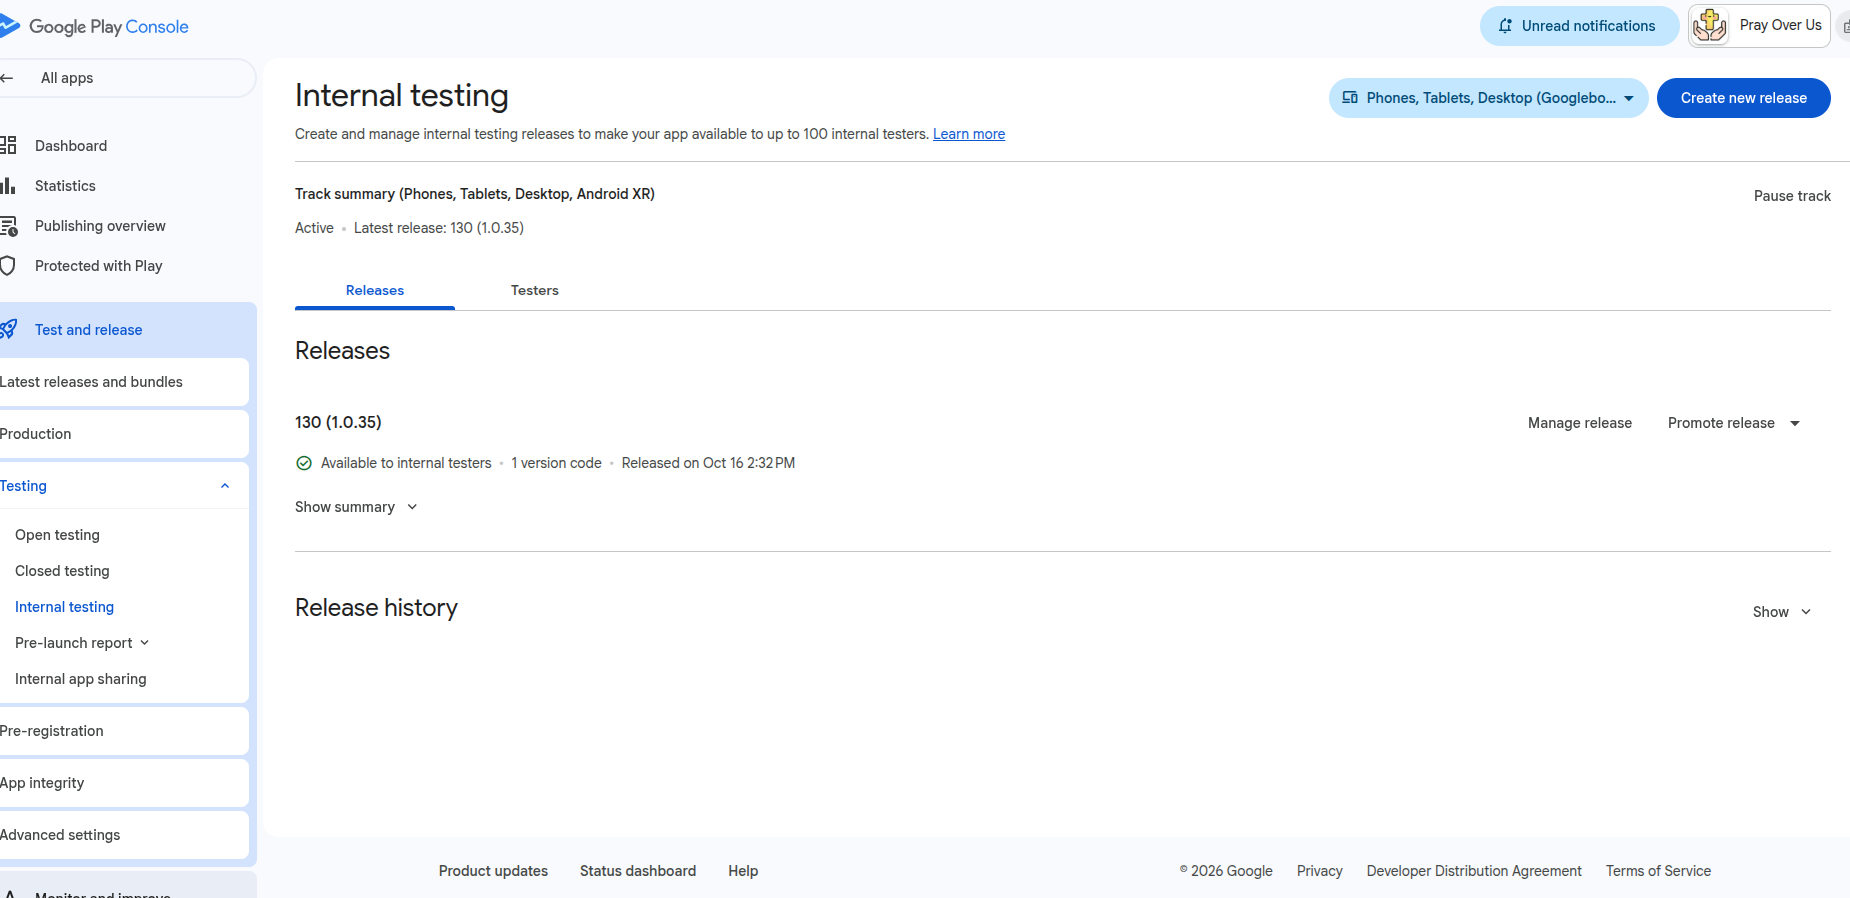 Google Play Console
Unread notifications
Pray Over Us
All apps
Dashboard
Statistics
Publishing overview
Protected with Play
Test and release
Latest releases and bundles
Production
Testing
Open testing
Closed testing
Internal testing
Pre-launch report
Internal app sharing
Pre-registration
App integrity
Advanced settings
Monitor and improve
Internal testing
Phones, Tablets, Desktop (Googlebo...
Create new release
Create and manage internal testing releases to make your app available to up to 100 internal testers. Learn more
Track summary (Phones, Tablets, Desktop, Android XR)
Pause track
Active • Latest release: 130 (1.0.35)
Releases
Testers
Releases
130 (1.0.35)
Manage release
Promote release
Available to internal testers • 1 version code • Released on Oct 16 2:32 PM
Show summary
Release history
Show
Product updates
Status dashboard
Help
© 2026 Google
Privacy
Developer Distribution Agreement
Terms of Service